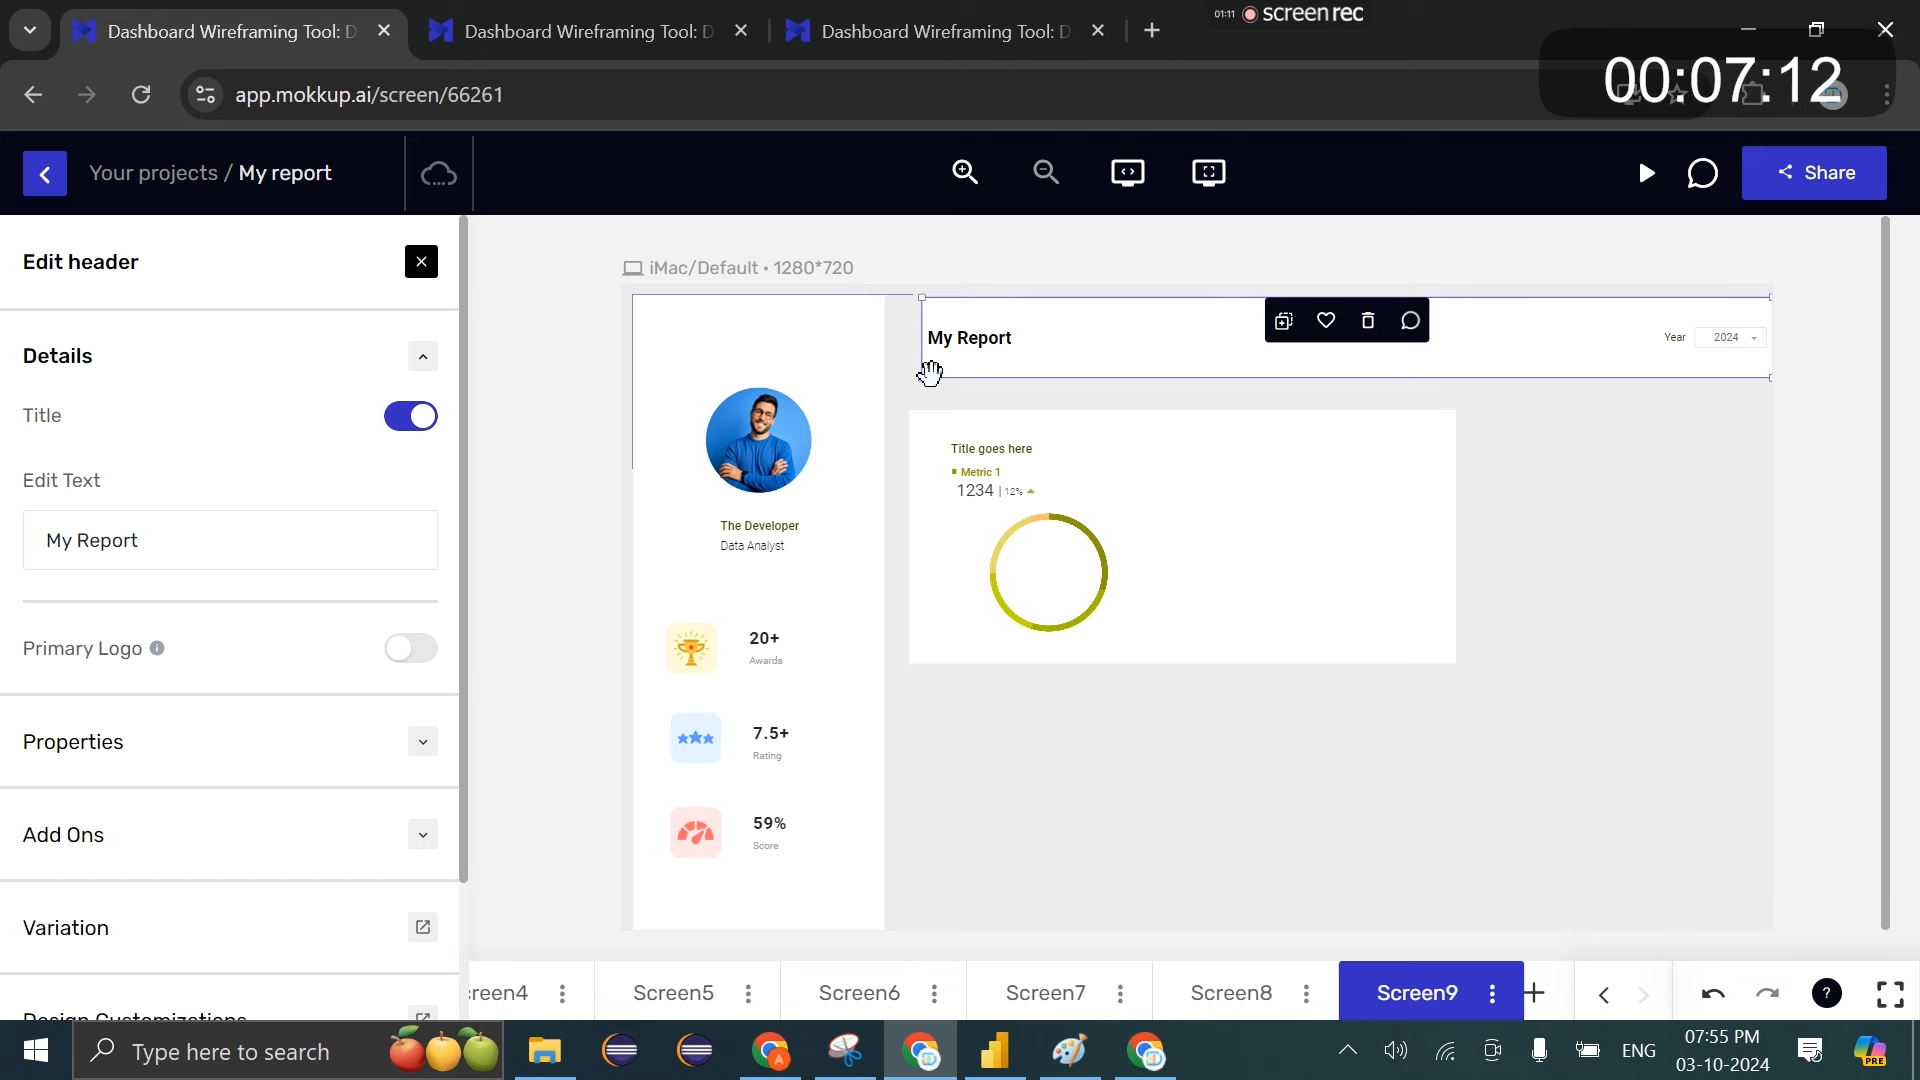 Dashboard Wireframing Tool: D
Dashboard Wireframing Tool: D
Dashboard Wireframing Tool: D
01:11 screenrec
app.mokkup.ai/screen/66261
00:07:12
Your projects / My report
Share
Edit header
Details
Title
Edit Text
My Report
Primary Logo
Properties
Add Ons
Variation
Design Customizations
iMac/Default • 1280*720
My Report
Year 2024
The Developer
Data Analyst
20+
Awards
7.5+
Rating
59%
Score
Title goes here
Metric 1
1234 | 12%
creen4
Screen5
Screen6
Screen7
Screen8
Screen9
Type here to search
ENG
07:55 PM
03-10-2024
PRE